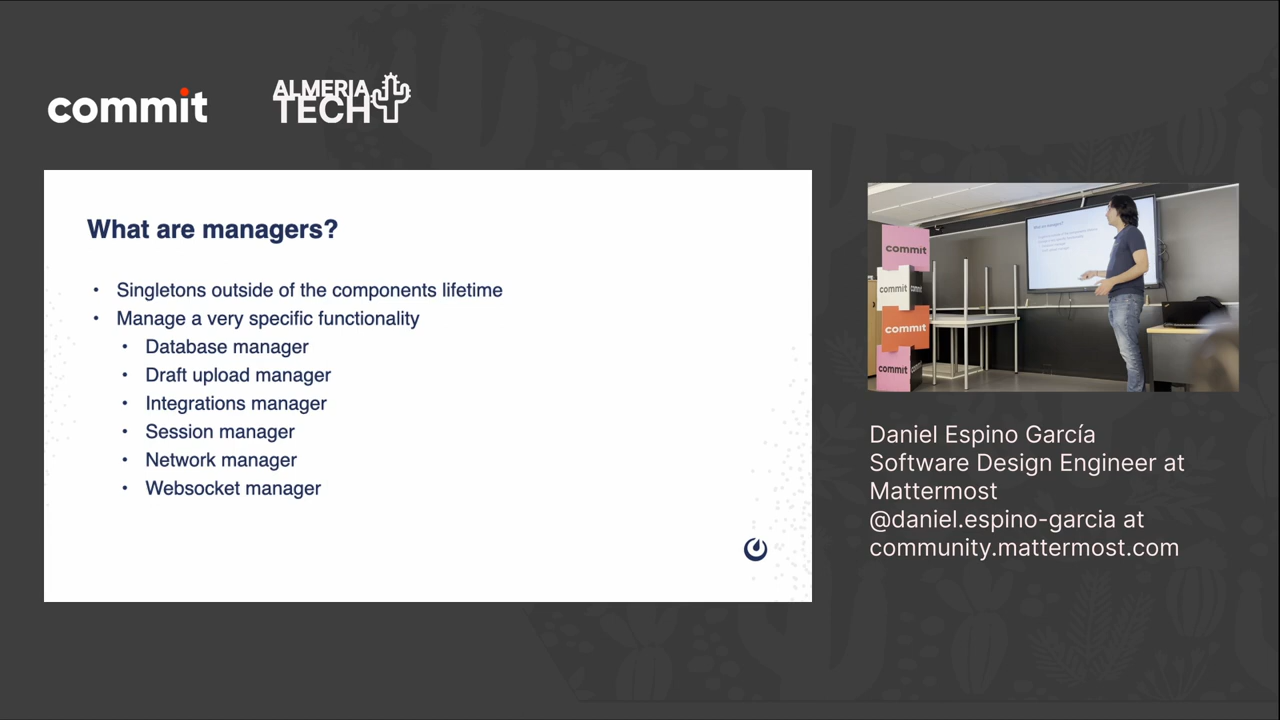 commit
ALMERIA
TECH
What are managers?
• Singletons outside of the components lifetime
• Manage a very specific functionality
• Database manager
• Draft upload manager
• Integrations manager
• Session manager
• Network manager
• Websocket manager
commit
commit
commit
commit
Daniel Espino García
Software Design Engineer at
Mattermost
@daniel.espino-garcia at
community.mattermost.com